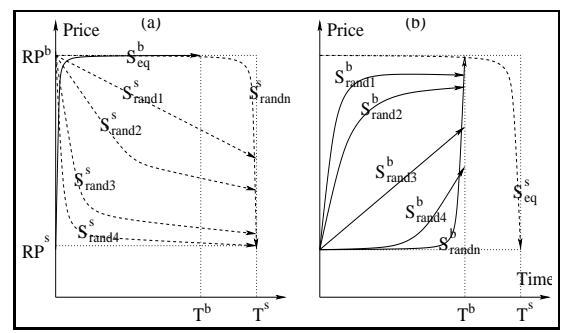 (a)
Price
RP^b
S^b_eq
S^s_rand1
S^s_randn
S^s_rand2
S^s_rand3
S^s_rand4
RP^s
T^b
T^s
(b)
Price
S^b_rand1
S^b_rand2
S^b_rand3
S^s_eq
S^b_rand4
S^b_randn
Time
T^b
T^s